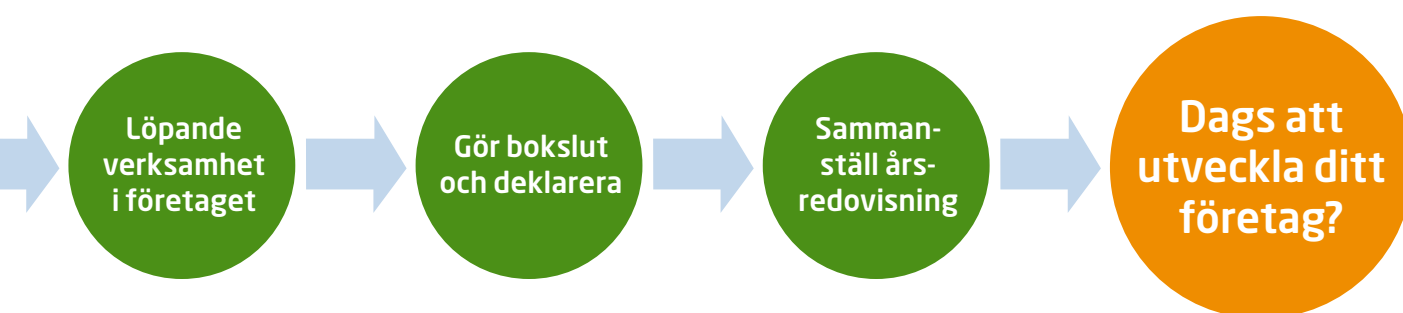 Löpande
verksamhet
i företaget
Gör bokslut
och deklarera
Samman-
ställ års-
redovisning
Dags att
utveckla ditt
företag?